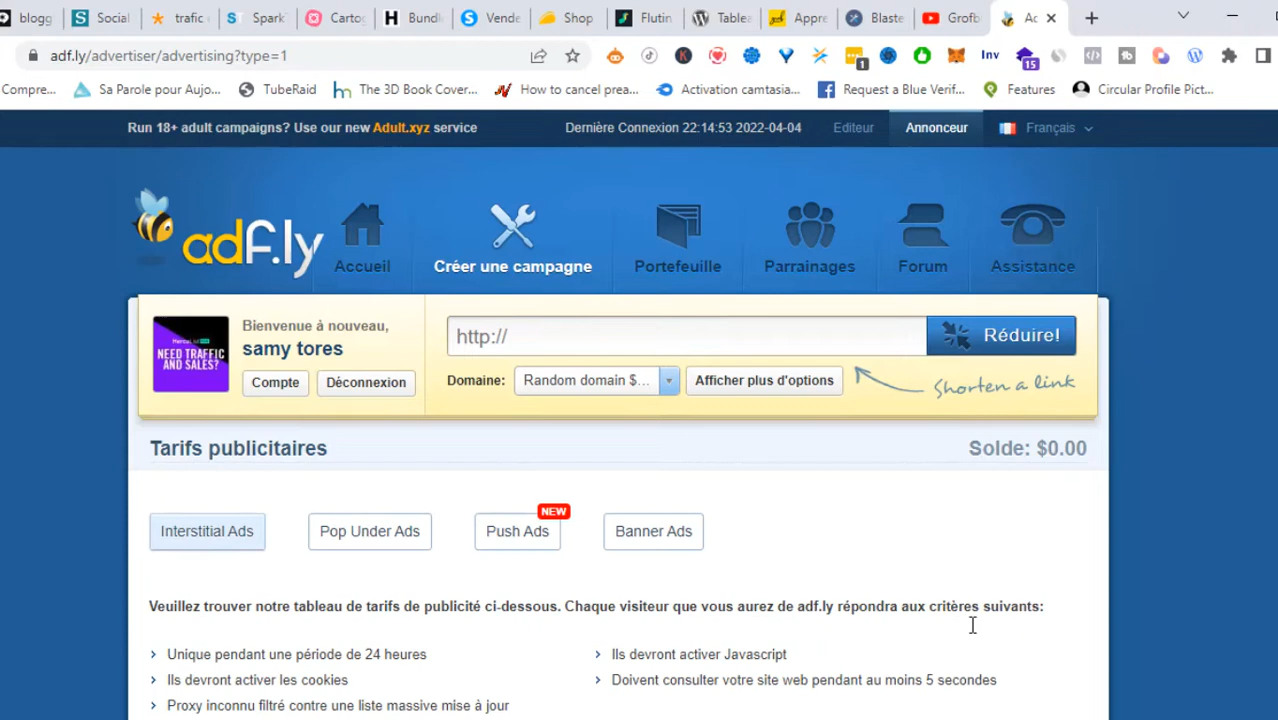 blogg Social trafic Spark Cartog Bundl Vende Shop Flutin Tablea Appre Blaste Grofb Ac
adf.ly/advertiser/advertising?type=1
1 Inv 15
Compre... Sa Parole pour Aujo... TubeRaid The 3D Book Cover... How to cancel prea... Activation camtasia... Request a Blue Verif... Features Circular Profile Pict...
Run 18+ adult campaigns? Use our new Adult.xyz service Dernière Connexion 22:14:53 2022-04-04 Editeur Annonceur Français
adf.ly
Accueil Créer une campagne Portefeuille Parrainages Forum Assistance
NEED TRAFFIC AND SALES?
Bienvenue à nouveau,
samy tores
Compte Déconnexion
http:// Réduire!
Domaine: Random domain $... Afficher plus d'options
Shorten a link
Tarifs publicitaires Solde: $0.00
NEW
Interstitial Ads Pop Under Ads Push Ads Banner Ads
Veuillez trouver notre tableau de tarifs de publicité ci-dessous. Chaque visiteur que vous aurez de adf.ly répondra aux critères suivants:
Unique pendant une période de 24 heures Ils devront activer Javascript
Ils devront activer les cookies Doivent consulter votre site web pendant au moins 5 secondes
Proxy inconnu filtré contre une liste massive mise à jour